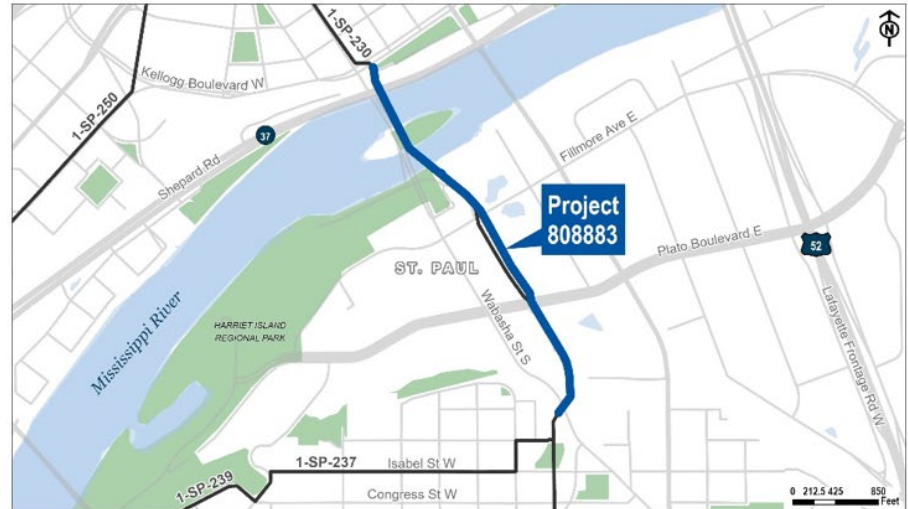 N
1-SP-230
Kellogg Boulevard W
1-SP-250
37
Shepard Rd
Fillmore Ave E
Project
808883
Plato Boulevard E
52
ST. PAUL
Wabasha St S
Lafayette Frontage Rd W
HARRIET ISLAND
REGIONAL PARK
Mississippi River
1-SP-237
Isabel St W
1-SP-239
Congress St W
0 212.5 425 850
Feet